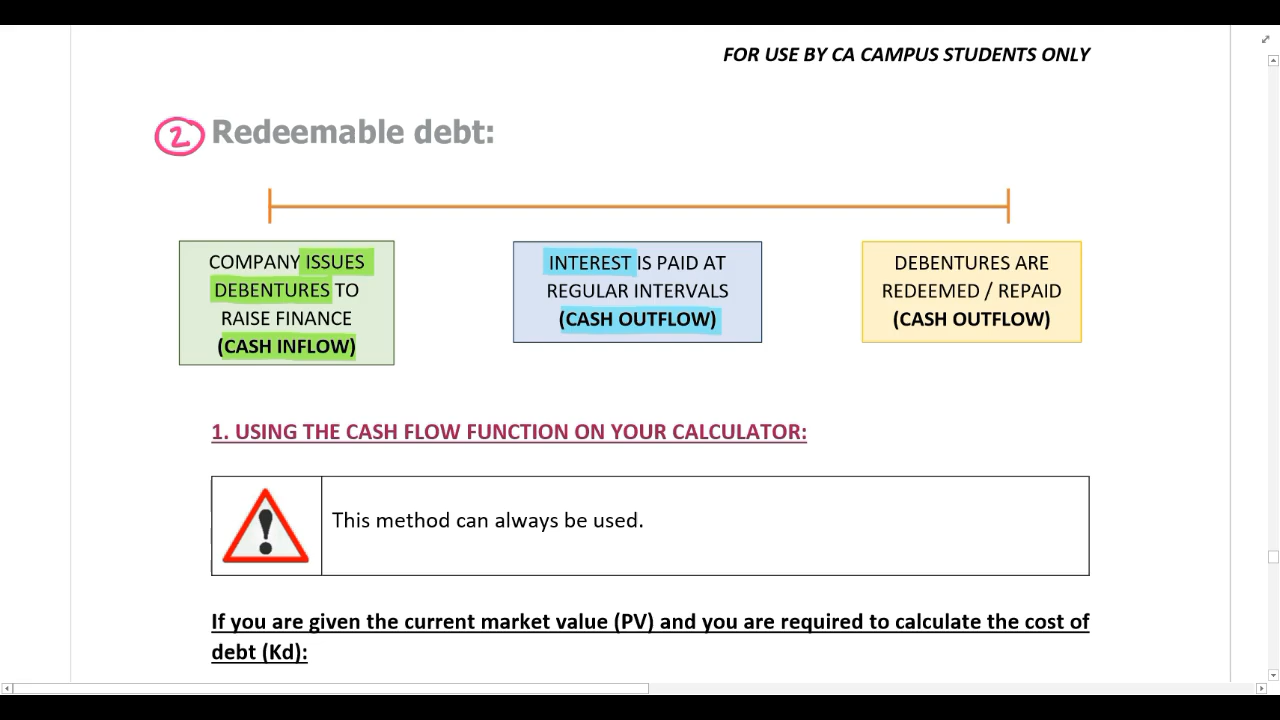 FOR USE BY CA CAMPUS STUDENTS ONLY
2 Redeemable debt:
COMPANY ISSUES
DEBENTURES TO
RAISE FINANCE
(CASH INFLOW)
INTEREST IS PAID AT
REGULAR INTERVALS
(CASH OUTFLOW)
DEBENTURES ARE
REDEEMED / REPAID
(CASH OUTFLOW)
1. USING THE CASH FLOW FUNCTION ON YOUR CALCULATOR:
This method can always be used.
If you are given the current market value (PV) and you are required to calculate the cost of
debt (Kd):